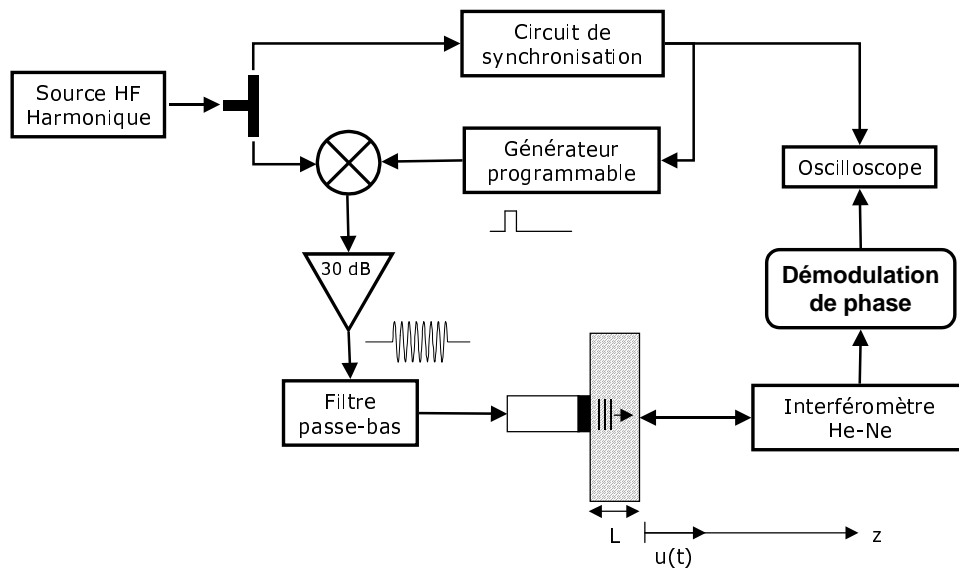 Circuit de
synchronisation
Source HF
Harmonique
Générateur
programmable
Oscilloscope
30 dB
Démodulation
de phase
Filtre
passe-bas
Interféromètre
He-Ne
L
z
u(t)